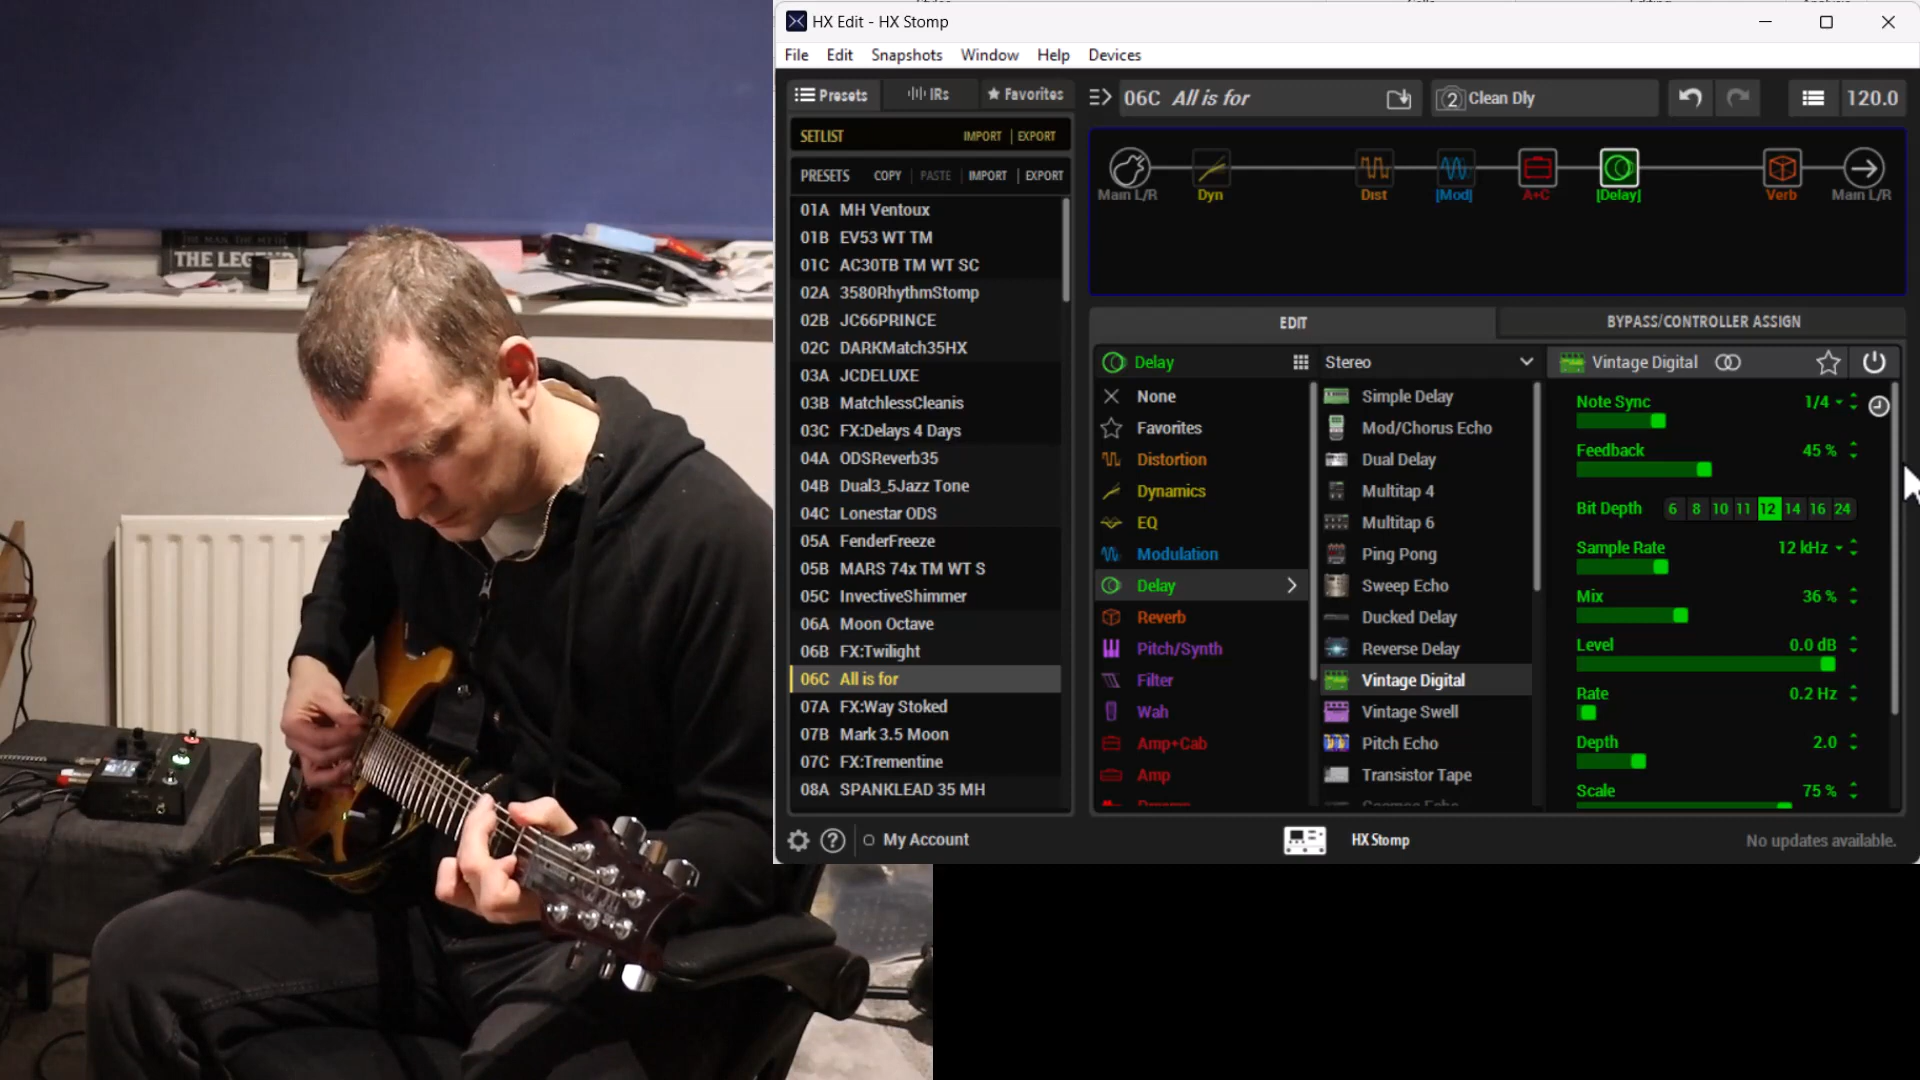 THE MAN. THE MYTH
THE LEGEND
HX Edit - HX Stomp
File Edit Snapshots Window Help Devices
Presets IRs Favorites
06C All is for
2 Clean Dly
120.0
SETLIST IMPORT | EXPORT
PRESETS COPY | PASTE | IMPORT | EXPORT
01A MH Ventoux
01B EV53 WT TM
01C AC30TB TM WT SC
02A 3580RhythmStomp
02B JC66PRINCE
02C DARKMatch35HX
03A JCDELUXE
03B MatchlessCleanis
03C FX:Delays 4 Days
04A ODSReverb35
04B Dual3_5Jazz Tone
04C Lonestar ODS
05A FenderFreeze
05B MARS 74x TM WT S
05C InvectiveShimmer
06A Moon Octave
06B FX:Twilight
06C All is for
07A FX:Way Stoked
07B Mark 3.5 Moon
07C FX:Trementine
08A SPANKLEAD 35 MH
Main L/R Dyn Dist [Mod] A+C [Delay] Verb Main L/R
EDIT BYPASS/CONTROLLER ASSIGN
Delay
None
Favorites
Distortion
Dynamics
EQ
Modulation
Delay
Reverb
Pitch/Synth
Filter
Wah
Amp+Cab
Amp
Stereo
Simple Delay
Mod/Chorus Echo
Dual Delay
Multitap 4
Multitap 6
Ping Pong
Sweep Echo
Ducked Delay
Reverse Delay
Vintage Digital
Vintage Swell
Pitch Echo
Transistor Tape
Vintage Digital
Note Sync 1/4
Feedback 45 %
Bit Depth 6 8 10 11 12 14 16 24
Sample Rate 12 kHz
Mix 36 %
Level 0.0 dB
Rate 0.2 Hz
Depth 2.0
Scale 75 %
? My Account
HX Stomp
No updates available.